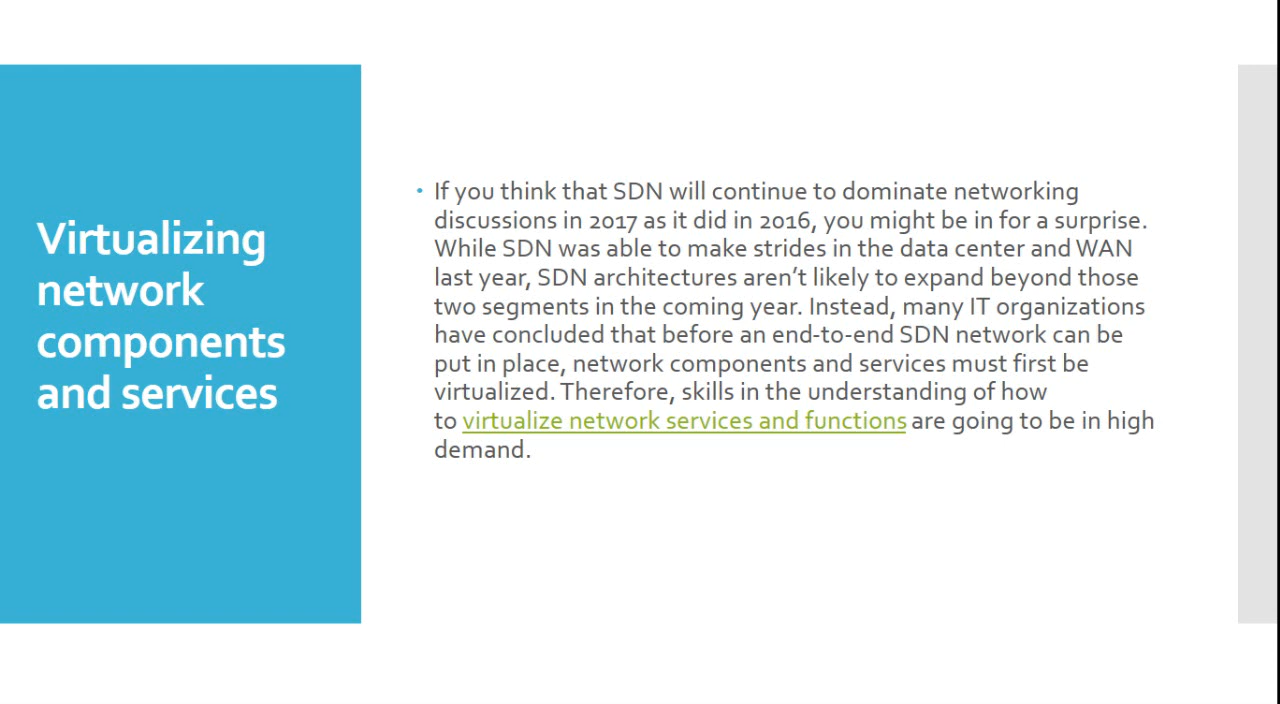 Virtualizing
network
components
and services
• If you think that SDN will continue to dominate networking
discussions in 2017 as it did in 2016, you might be in for a surprise.
While SDN was able to make strides in the data center and WAN
last year, SDN architectures aren’t likely to expand beyond those
two segments in the coming year. Instead, many IT organizations
have concluded that before an end-to-end SDN network can be
put in place, network components and services must first be
virtualized. Therefore, skills in the understanding of how
to virtualize network services and functions are going to be in high
demand.